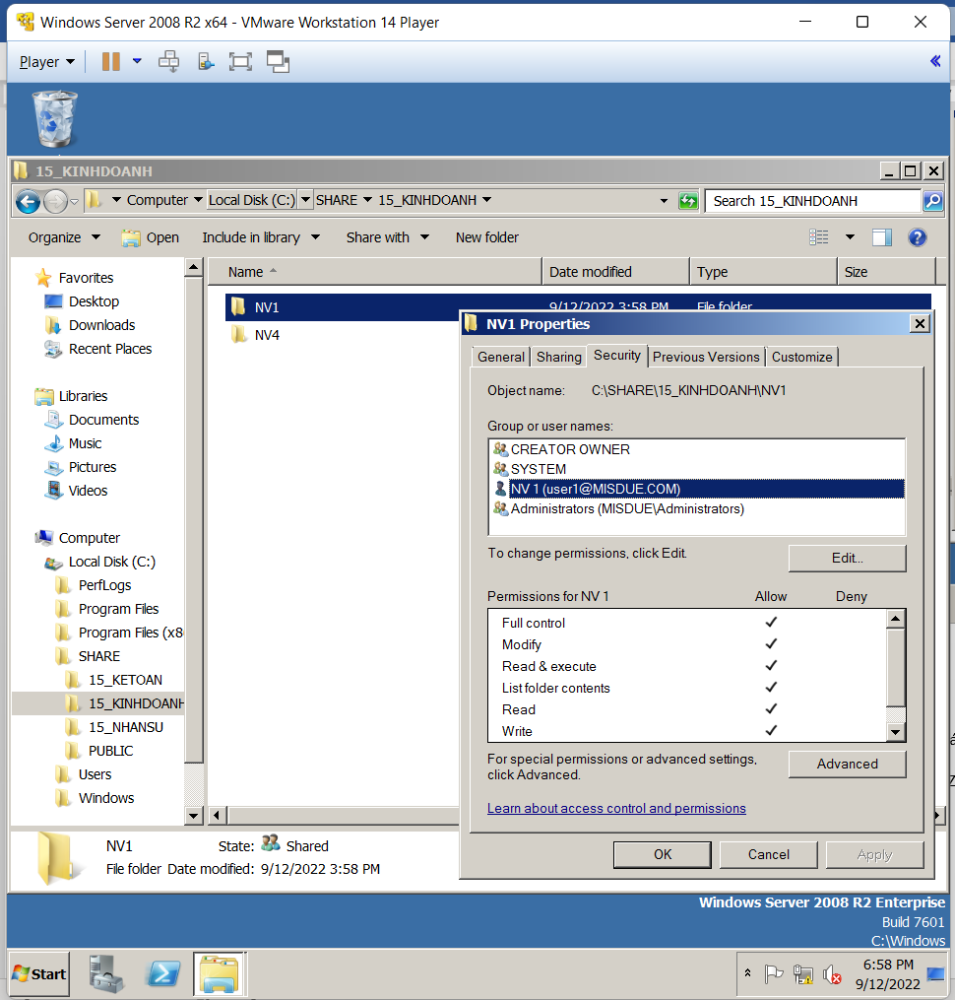 Windows Server 2008 R2 x64 - VMware Workstation 14 Player
Player
15_KINHDOANH
Computer Local Disk (C:) SHARE 15_KINHDOANH
Search 15_KINHDOANH
Organize Open Include in library Share with New folder
Name Date modified Type Size
Favorites
Desktop
Downloads
Recent Places
Libraries
Documents
Music
Pictures
Videos
Computer
Local Disk (C:)
PerfLogs
Program Files
Program Files (x8
SHARE
15_KETOAN
15_KINHDOANH
15_NHANSU
PUBLIC
Users
Windows
NV1 9/12/2022 3:58 PM File folder
NV4
NV1 Properties
General Sharing Security Previous Versions Customize
Object name: C:\SHARE\15_KINHDOANH\NV1
Group or user names:
CREATOR OWNER
SYSTEM
NV 1 (user1@MISDUE.COM)
Administrators (MISDUE\Administrators)
To change permissions, click Edit.
Edit...
Permissions for NV 1 Allow Deny
Full control
Modify
Read & execute
List folder contents
Read
Write
For special permissions or advanced settings,
click Advanced.
Advanced
Learn about access control and permissions
OK Cancel Apply
NV1 State: Shared
File folder Date modified: 9/12/2022 3:58 PM
Windows Server 2008 R2 Enterprise
Build 7601
C:\Windows
Start
6:58 PM
9/12/2022